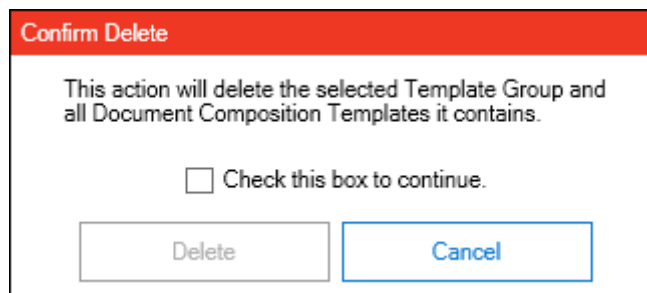 Confirm Delete
This action will delete the selected Template Group and
all Document Composition Templates it contains.
Check this box to continue.
Delete
Cancel